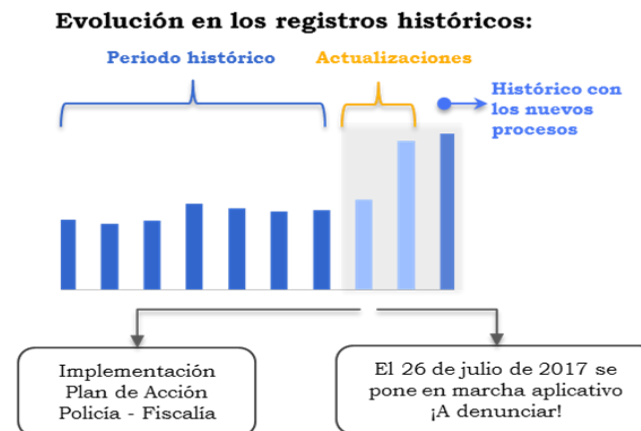 Evolución en los registros históricos:
Periodo histórico
Actualizaciones
Histórico con
los nuevos
procesos
Implementación
Plan de Acción
Policía - Fiscalía
El 26 de julio de 2017 se
pone en marcha aplicativo
¡A denunciar!